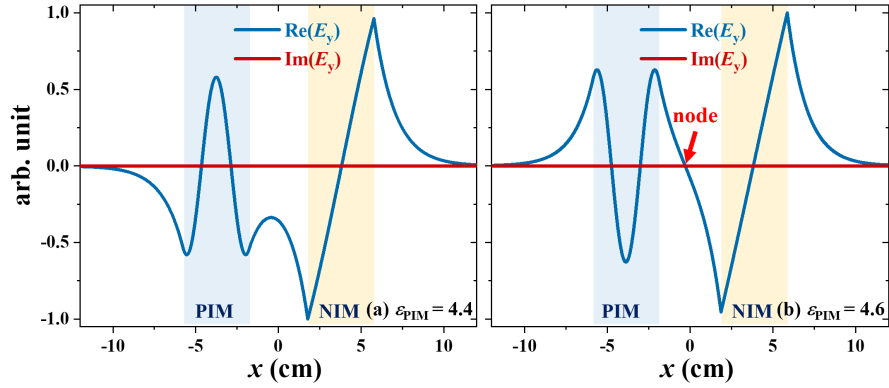 1.0
0.5
0.0
-0.5
-1.0
arb. unit
Re(Ey)
Im(Ey)
PIM
NIM
(a) εPIM = 4.4
-10
-5
0
5
10
x (cm)
Re(Ey)
Im(Ey)
node
PIM
NIM
(b) εPIM = 4.6
-10
-5
0
5
10
x (cm)